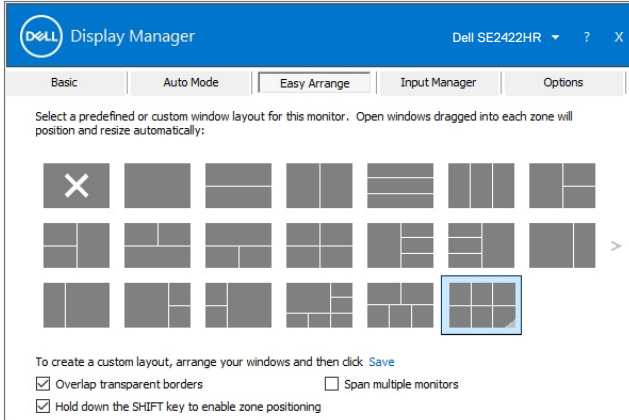 DELL Display Manager Dell SE2422HR ? X
Basic Auto Mode Easy Arrange Input Manager Options
Select a predefined or custom window layout for this monitor. Open windows dragged into each zone will
position and resize automatically:
>
To create a custom layout, arrange your windows and then click Save
Overlap transparent borders Span multiple monitors
Hold down the SHIFT key to enable zone positioning